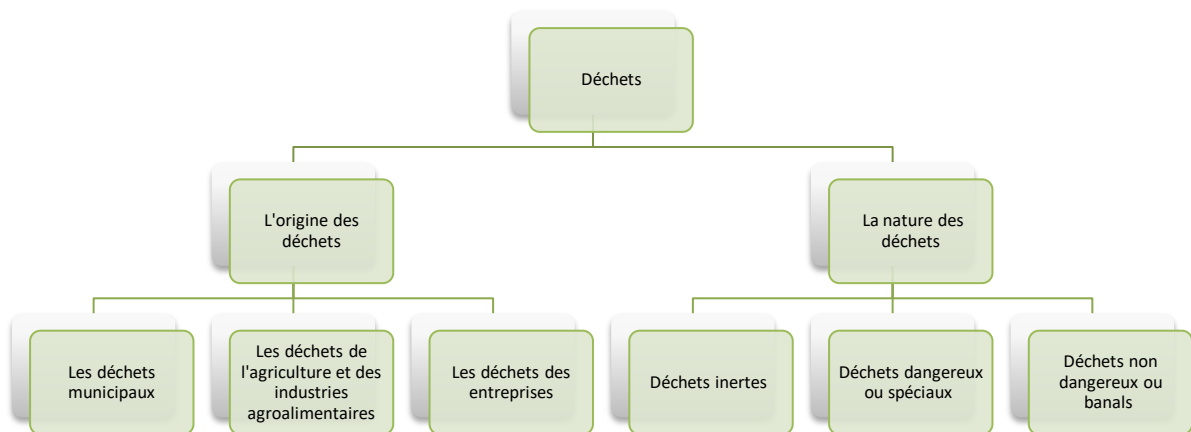 Déchets
L'origine des
déchets
La nature des
déchets
Les déchets
municipaux
Les déchets de
l'agriculture et des
industries
agroalimentaires
Les déchets des
entreprises
Déchets inertes
Déchets dangereux
ou spéciaux
Déchets non
dangereux ou
banals